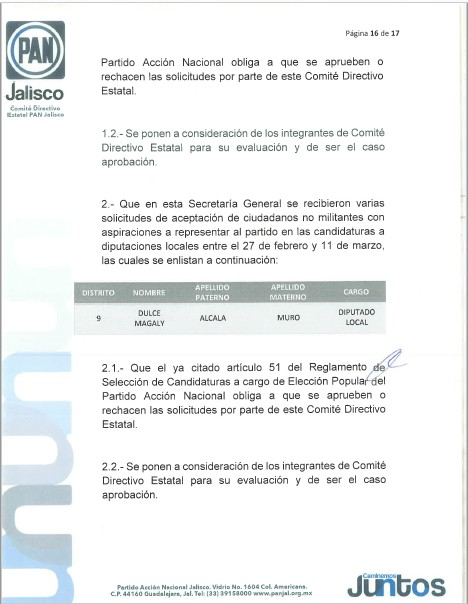 Página 16 de 17
PAN
Jalisco
Comité Directivo
Estatal PAN Jalisco
Partido Acción Nacional obliga a que se aprueben o
rechacen las solicitudes por parte de este Comité Directivo
Estatal.
1.2.- Se ponen a consideración de los integrantes de Comité
Directivo Estatal para su evaluación y de ser el caso
aprobación.
2.- Que en esta Secretaría General se recibieron varias
solicitudes de aceptación de ciudadanos no militantes con
aspiraciones a representar al partido en las candidaturas a
diputaciones locales entre el 27 de febrero y 11 de marzo,
las cuales se enlistan a continuación:
DISTRITO NOMBRE APELLIDO PATERNO APELLIDO MATERNO CARGO
9 DULCE MAGALY ALCALA MURO DIPUTADO LOCAL
2.1.- Que el ya citado artículo 51 del Reglamento de
Selección de Candidaturas a cargo de Elección Popular del
Partido Acción Nacional obliga a que se aprueben o
rechacen las solicitudes por parte de este Comité Directivo
Estatal.
2.2.- Se ponen a consideración de los integrantes de Comité
Directivo Estatal para su evaluación y de ser el caso
aprobación.
Partido Acción Nacional Jalisco. Vidrio No. 1604 Col. Americana.
C.P. 44160 Guadalajara, Jal. Tel: (33) 39158000 www.panjal.org.mx
Caminemos
Juntos